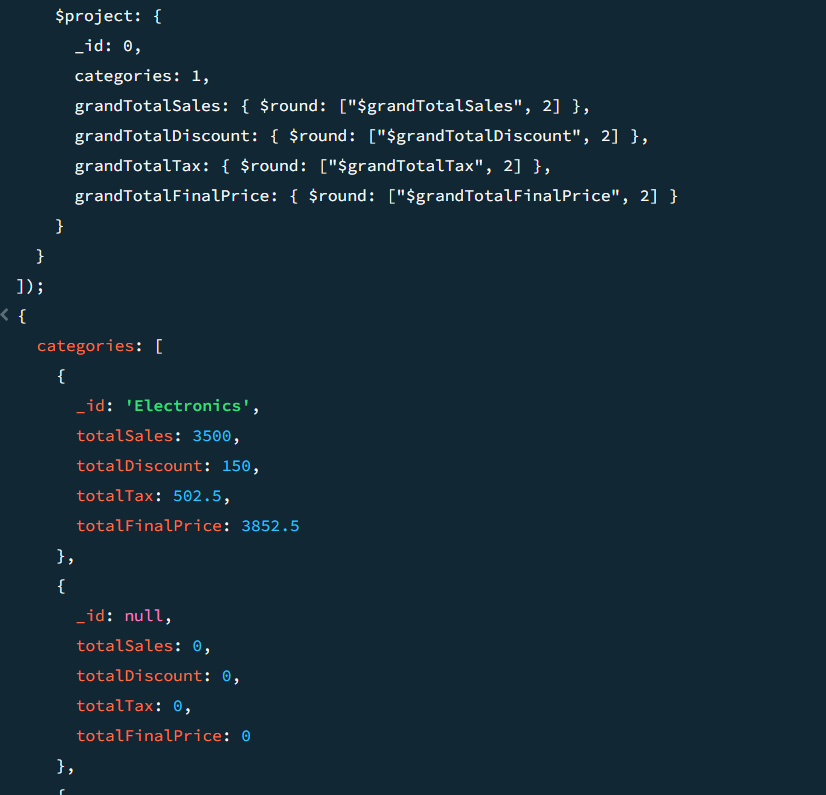 $project: {
_id: 0,
categories: 1,
grandTotalSales: { $round: ["$grandTotalSales", 2] },
grandTotalDiscount: { $round: ["$grandTotalDiscount", 2] },
grandTotalTax: { $round: ["$grandTotalTax", 2] },
grandTotalFinalPrice: { $round: ["$grandTotalFinalPrice", 2] }
}
}
]);
< {
categories: [
{
_id: 'Electronics',
totalSales: 3500,
totalDiscount: 150,
totalTax: 502.5,
totalFinalPrice: 3852.5
},
{
_id: null,
totalSales: 0,
totalDiscount: 0,
totalTax: 0,
totalFinalPrice: 0
},
{